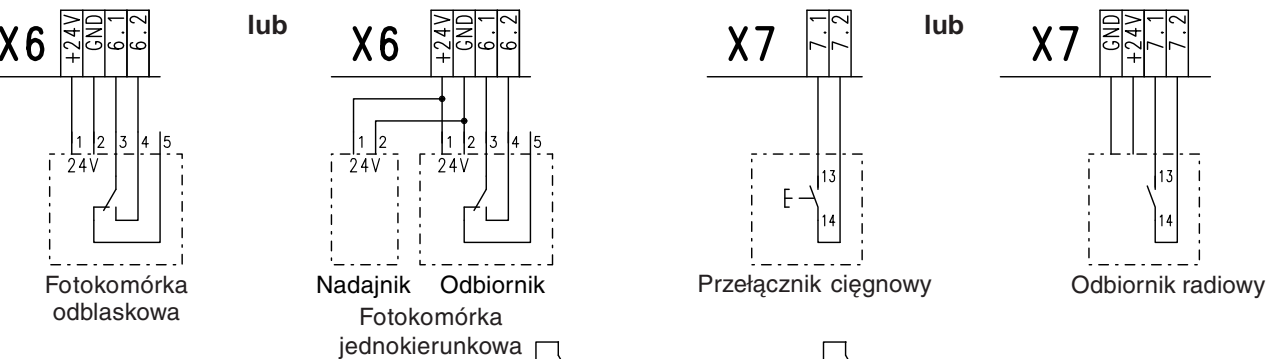 X6 +24V GND 6.1 6.2
lub
X6 +24V GND 6.1 6.2
X7 7.1 7.2
lub
X7 GND +24V 7.1 7.2
1 2 3 4 5
24V
1 2
24V
1 2 3 4 5
24V
13
14
13
14
Fotokomórka
odblaskowa
Nadajnik
Odbiornik
Fotokomórka
jednokierunkowa
Przełącznik cięgnowy
Odbiornik radiowy